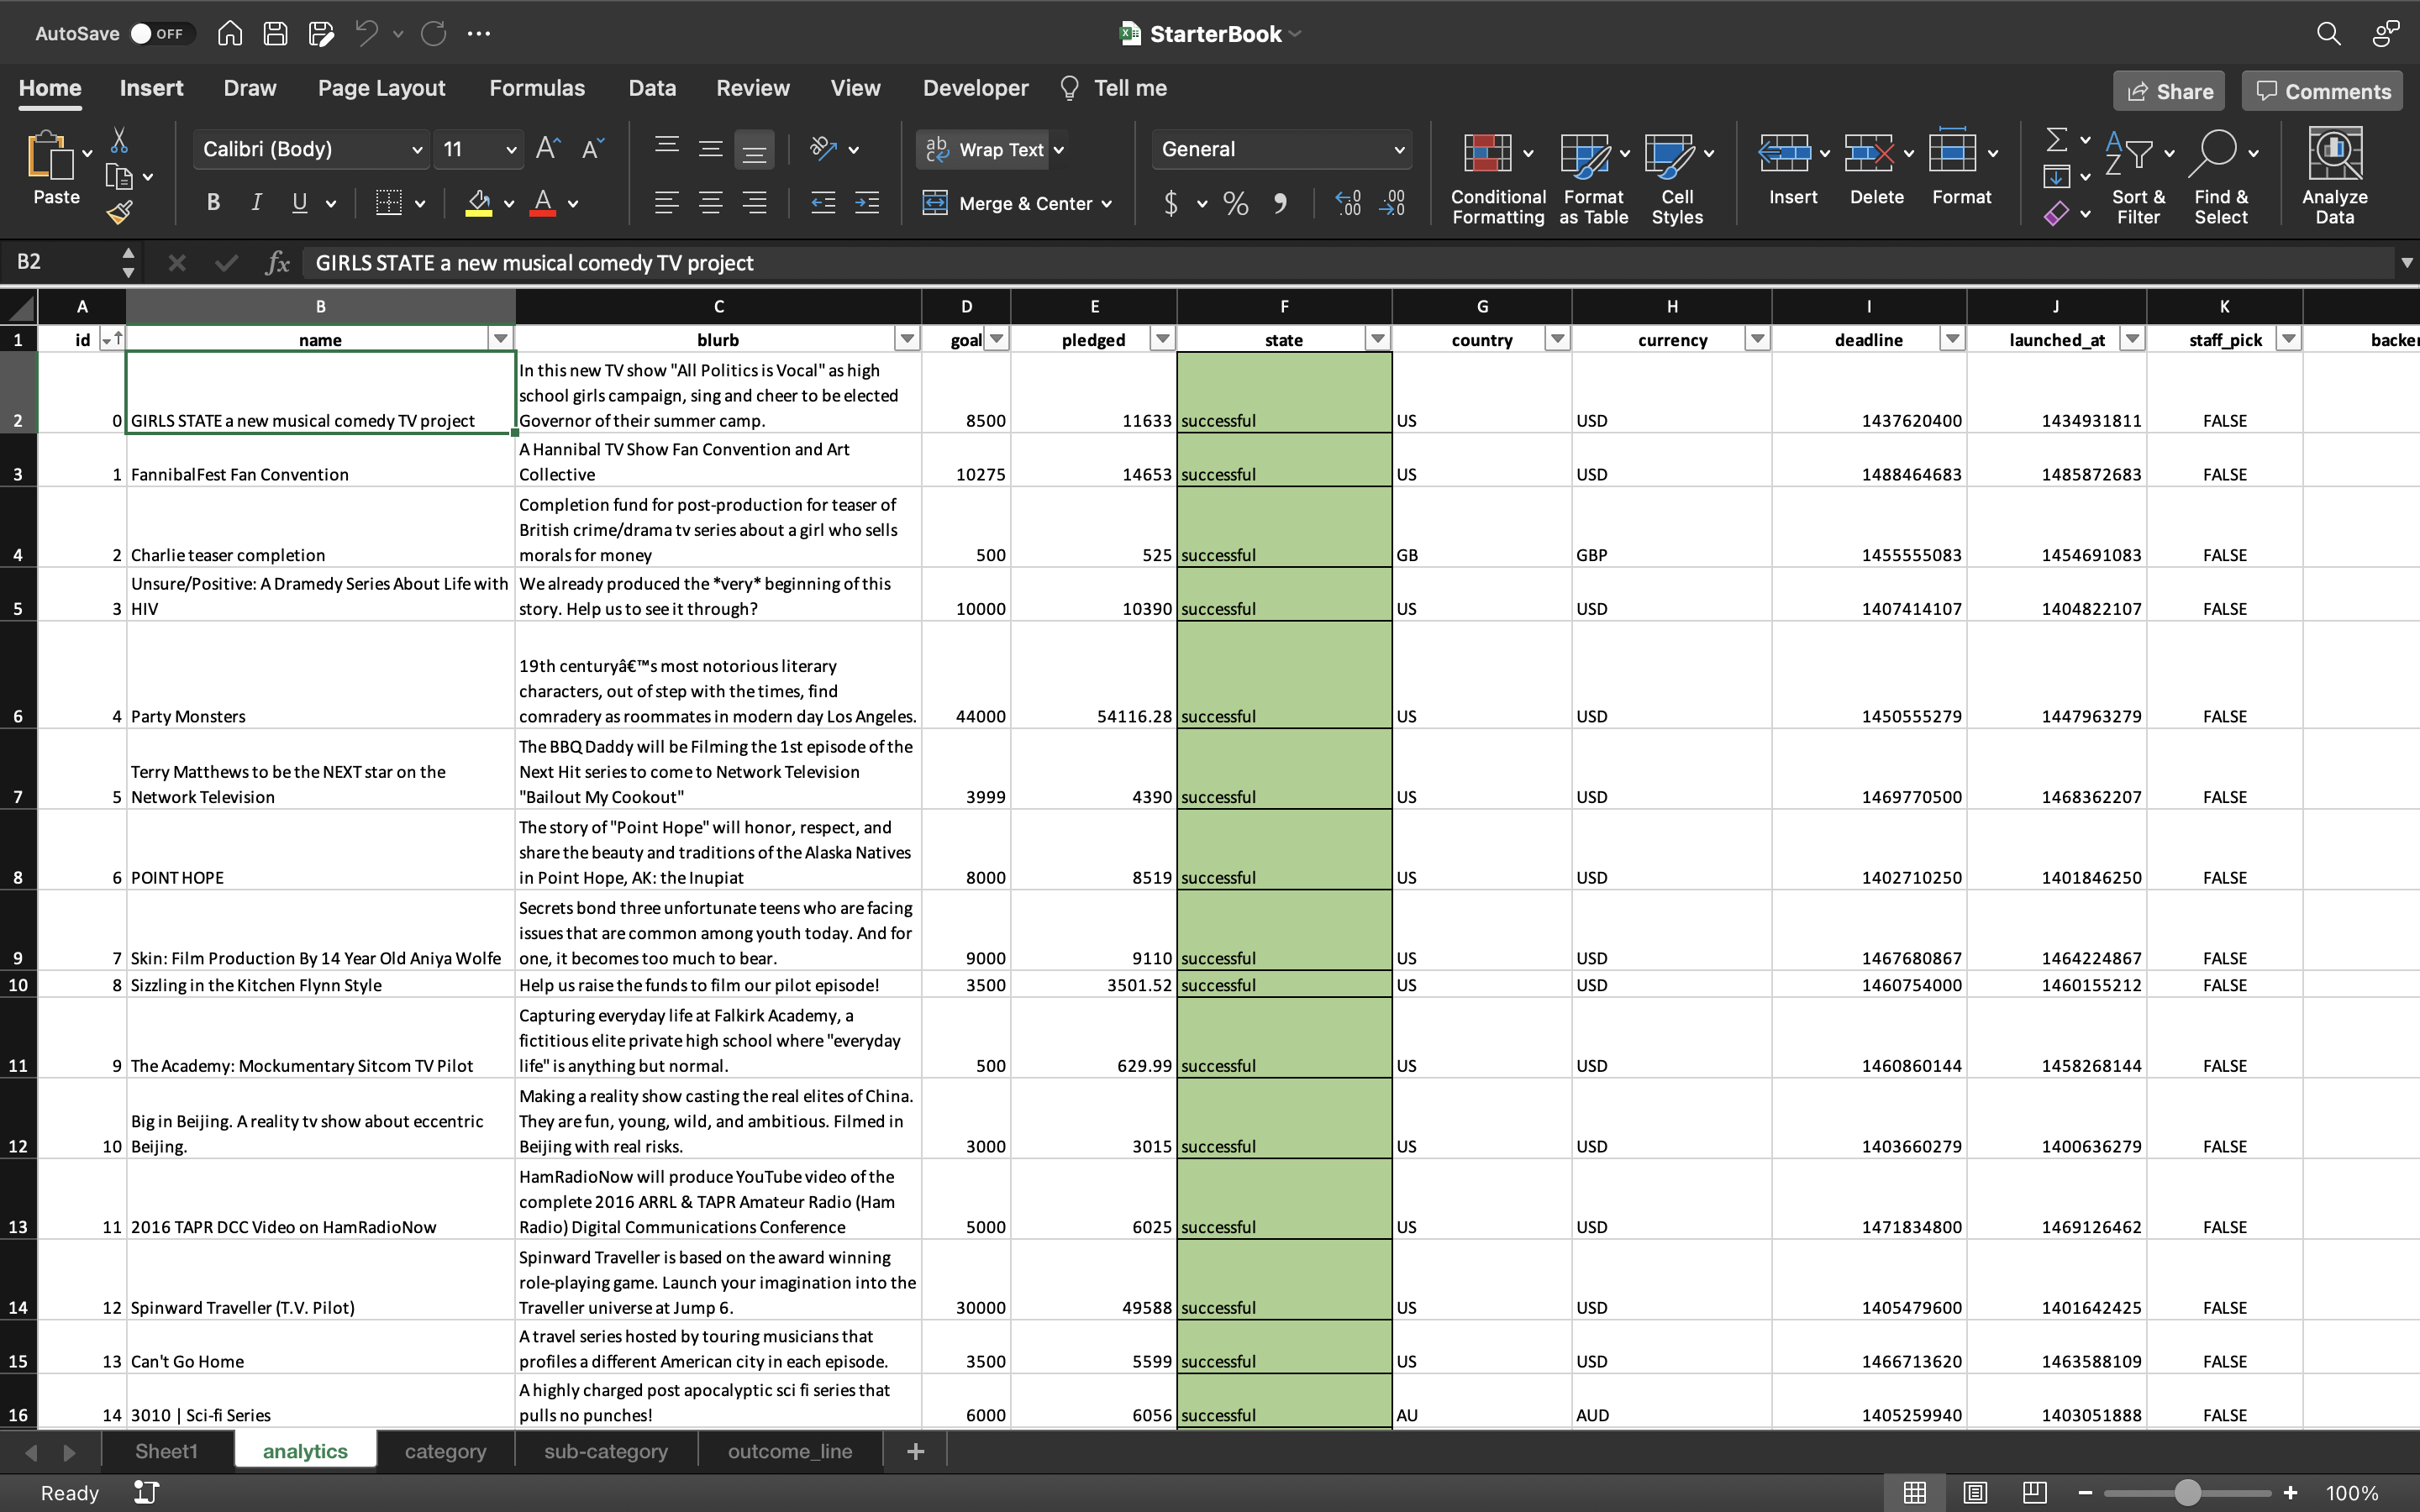 AutoSave OFF StarterBook
Home Insert Draw Page Layout Formulas Data Review View Developer Tell me Share Comments
Paste Calibri (Body) 11 A A ab c Wrap Text General Conditional Formatting Format as Table Cell Styles Insert Delete Format Sort & Filter Find & Select Analyze Data
B I U A Merge & Center $ % 9 .00 .00
B2 fx GIRLS STATE a new musical comedy TV project
A B C D E F G H I J K
1 id name blurb goal pledged state country currency deadline launched_at staff_pick backer
In this new TV show "All Politics is Vocal" as high
school girls campaign, sing and cheer to be elected
2 0 GIRLS STATE a new musical comedy TV project Governor of their summer camp. 8500 11633 successful US USD 1437620400 1434931811 FALSE
A Hannibal TV Show Fan Convention and Art
3 1 FannibalFest Fan Convention Collective 10275 14653 successful US USD 1488464683 1485872683 FALSE
Completion fund for post-production for teaser of
British crime/drama tv series about a girl who sells
4 2 Charlie teaser completion morals for money 500 525 successful GB GBP 1455555083 1454691083 FALSE
Unsure/Positive: A Dramedy Series About Life with We already produced the *very* beginning of this
5 3 HIV story. Help us to see it through? 10000 10390 successful US USD 1407414107 1404822107 FALSE
19th centuryâ€™s most notorious literary
characters, out of step with the times, find
6 4 Party Monsters comradery as roommates in modern day Los Angeles. 44000 54116.28 successful US USD 1450555279 1447963279 FALSE
The BBQ Daddy will be Filming the 1st episode of the
Terry Matthews to be the NEXT star on the Next Hit series to come to Network Television
7 5 Network Television "Bailout My Cookout" 3999 4390 successful US USD 1469770500 1468362207 FALSE
The story of "Point Hope" will honor, respect, and
share the beauty and traditions of the Alaska Natives
8 6 POINT HOPE in Point Hope, AK: the Inupiat 8000 8519 successful US USD 1402710250 1401846250 FALSE
Secrets bond three unfortunate teens who are facing
issues that are common among youth today. And for
9 7 Skin: Film Production By 14 Year Old Aniya Wolfe one, it becomes too much to bear. 9000 9110 successful US USD 1467680867 1464224867 FALSE
10 8 Sizzling in the Kitchen Flynn Style Help us raise the funds to film our pilot episode! 3500 3501.52 successful US USD 1460754000 1460155212 FALSE
Capturing everyday life at Falkirk Academy, a
fictitious elite private high school where "everyday
11 9 The Academy: Mockumentary Sitcom TV Pilot life" is anything but normal. 500 629.99 successful US USD 1460860144 1458268144 FALSE
Making a reality show casting the real elites of China.
Big in Beijing. A reality tv show about eccentric They are fun, young, wild, and ambitious. Filmed in
12 10 Beijing. Beijing with real risks. 3000 3015 successful US USD 1403660279 1400636279 FALSE
HamRadioNow will produce YouTube video of the
complete 2016 ARRL & TAPR Amateur Radio (Ham
13 11 2016 TAPR DCC Video on HamRadioNow Radio) Digital Communications Conference 5000 6025 successful US USD 1471834800 1469126462 FALSE
Spinward Traveller is based on the award winning
role-playing game. Launch your imagination into the
14 12 Spinward Traveller (T.V. Pilot) Traveller universe at Jump 6. 30000 49588 successful US USD 1405479600 1401642425 FALSE
A travel series hosted by touring musicians that
15 13 Can't Go Home profiles a different American city in each episode. 3500 5599 successful US USD 1466713620 1463588109 FALSE
A highly charged post apocalyptic sci fi series that
16 14 3010 | Sci-fi Series pulls no punches! 6000 6056 successful AU AUD 1405259940 1403051888 FALSE
Sheet1 analytics category sub-category outcome_line +
Ready 100%